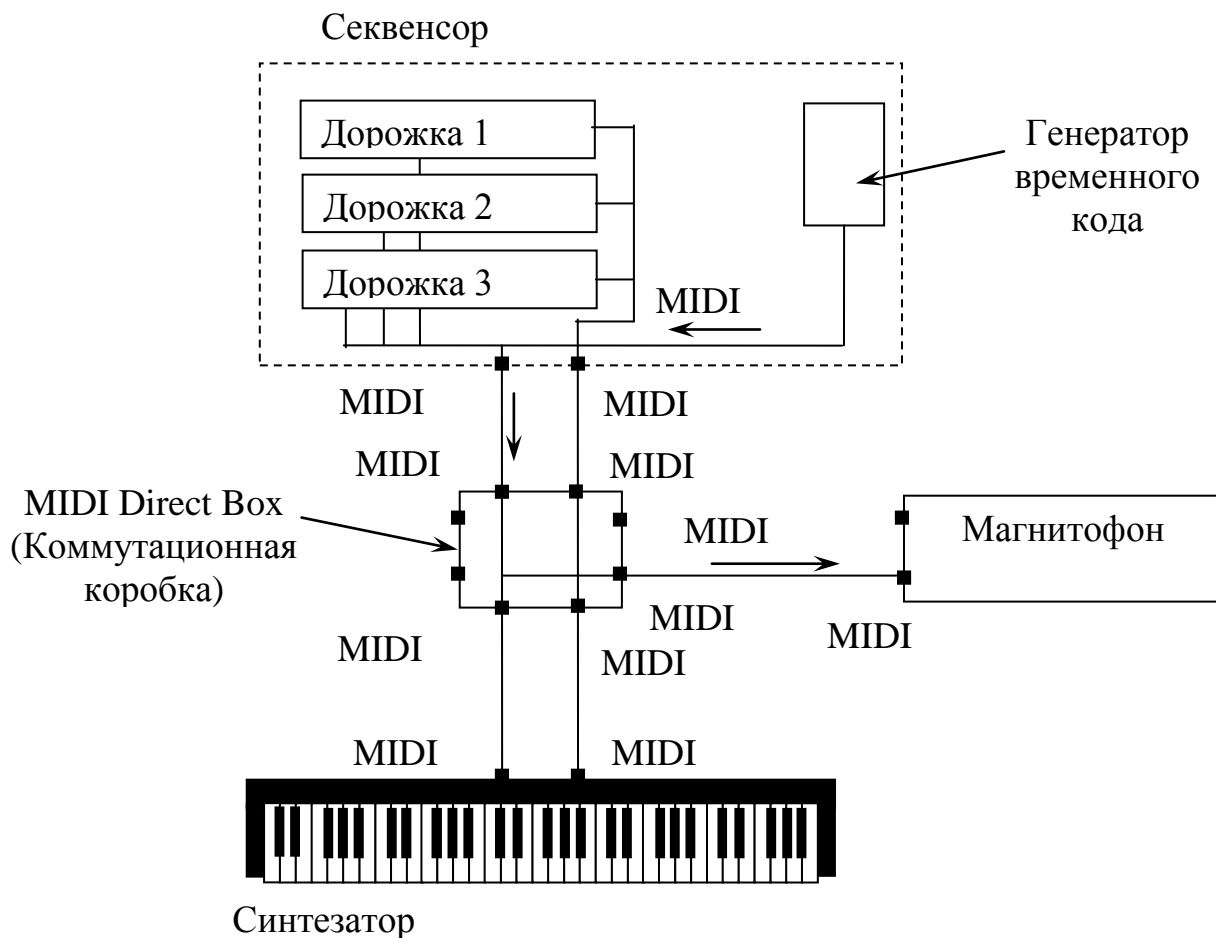 Секвенсор
Дорожка 1
Дорожка 2
Дорожка 3
Генератор
временного
кода
MIDI
MIDI
MIDI
MIDI
MIDI
MIDI Direct Box
(Коммутационная
коробка)
MIDI
Магнитофон
MIDI
MIDI
MIDI
MIDI
MIDI
MIDI
Синтезатор